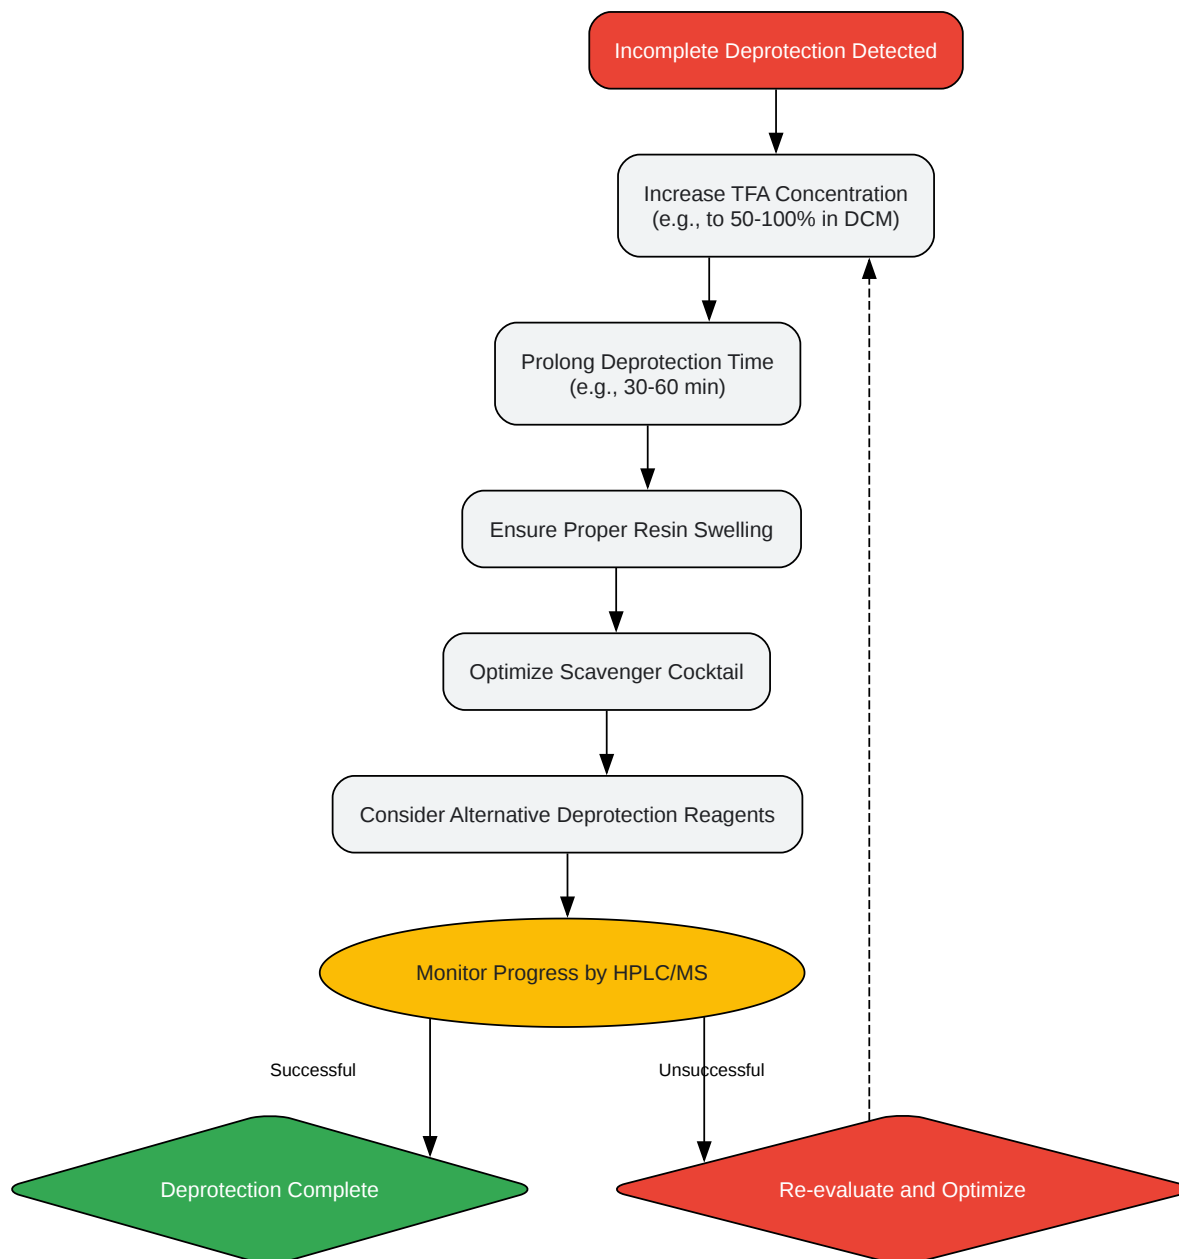 Incomplete Deprotection Detected
Increase TFA Concentration
(e.g., to 50-100% in DCM)
Prolong Deprotection Time
(e.g., 30-60 min)
Ensure Proper Resin Swelling
Optimize Scavenger Cocktail
Consider Alternative Deprotection Reagents
Monitor Progress by HPLC/MS
Successful
Unsuccessful
Deprotection Complete
Re-evaluate and Optimize